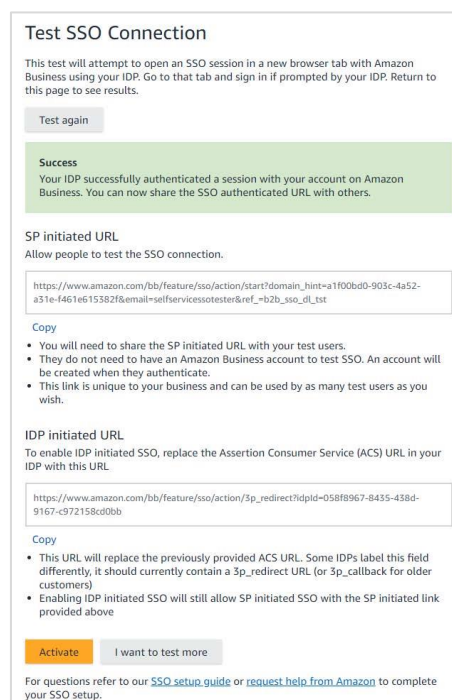 Test SSO Connection
This test will attempt to open an SSO session in a new browser tab with Amazon
Business using your IDP. Go to that tab and sign in if prompted by your IDP. Return to
this page to see results.
Test again
Success
Your IDP successfully authenticated a session with your account on Amazon
Business. You can now share the SSO authenticated URL with others.
SP initiated URL
Allow people to test the SSO connection.
https://www.amazon.com/bb/feature/sso/action/start?domain_hint=a1f00bd0-903c-4a52-
a31e-f461e615382f&email=selfservicessotester&ref_=b2b_sso_dl_tst
Copy
• You will need to share the SP initiated URL with your test users.
• They do not need to have an Amazon Business account to test SSO. An account will
be created when they authenticate.
• This link is unique to your business and can be used by as many test users as you
wish.
IDP initiated URL
To enable IDP initiated SSO, replace the Assertion Consumer Service (ACS) URL in your
IDP with this URL
https://www.amazon.com/bb/feature/sso/action/3p_redirect?idpId=058f8967-8435-438d-
9167-c972158cd0bb
Copy
• This URL will replace the previously provided ACS URL. Some IDPs label this field
differently, it should currently contain a 3p_redirect URL (or 3p_callback for older
customers)
• Enabling IDP initiated SSO will still allow SP initiated SSO with the SP initiated link
provided above
Activate I want to test more
For questions refer to our SSO setup guide or request help from Amazon to complete
your SSO setup.